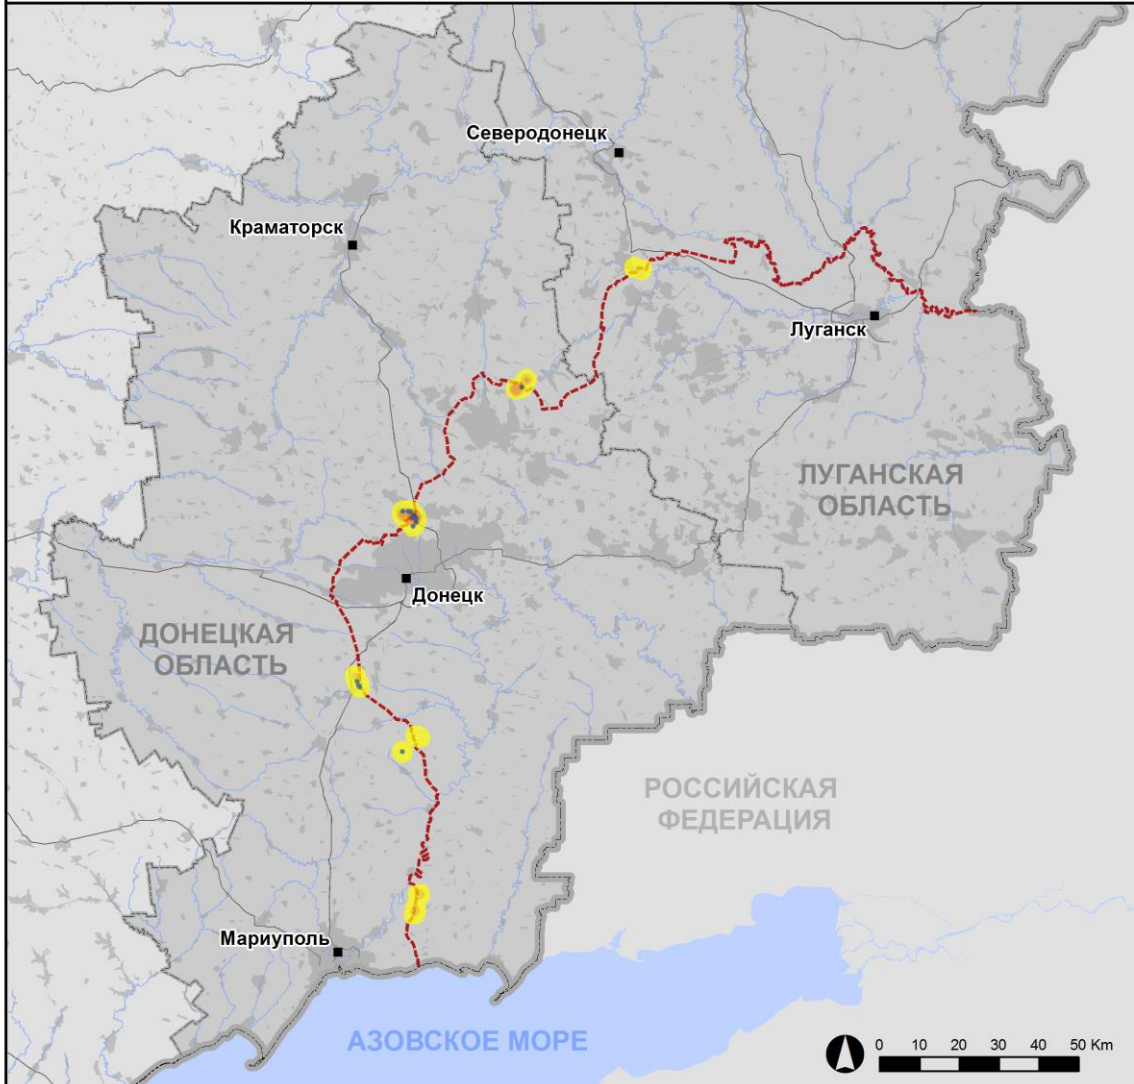 Северодонецк
Краматорск
Луганск
ЛУГАНСКАЯ
ОБЛАСТЬ
Донецк
ДОНЕЦКАЯ
ОБЛАСТЬ
РОССИЙСКАЯ
ФЕДЕРАЦИЯ
Мариуполь
АЗОВСКОЕ МОРЕ
0 10 20 30 40 50 Km